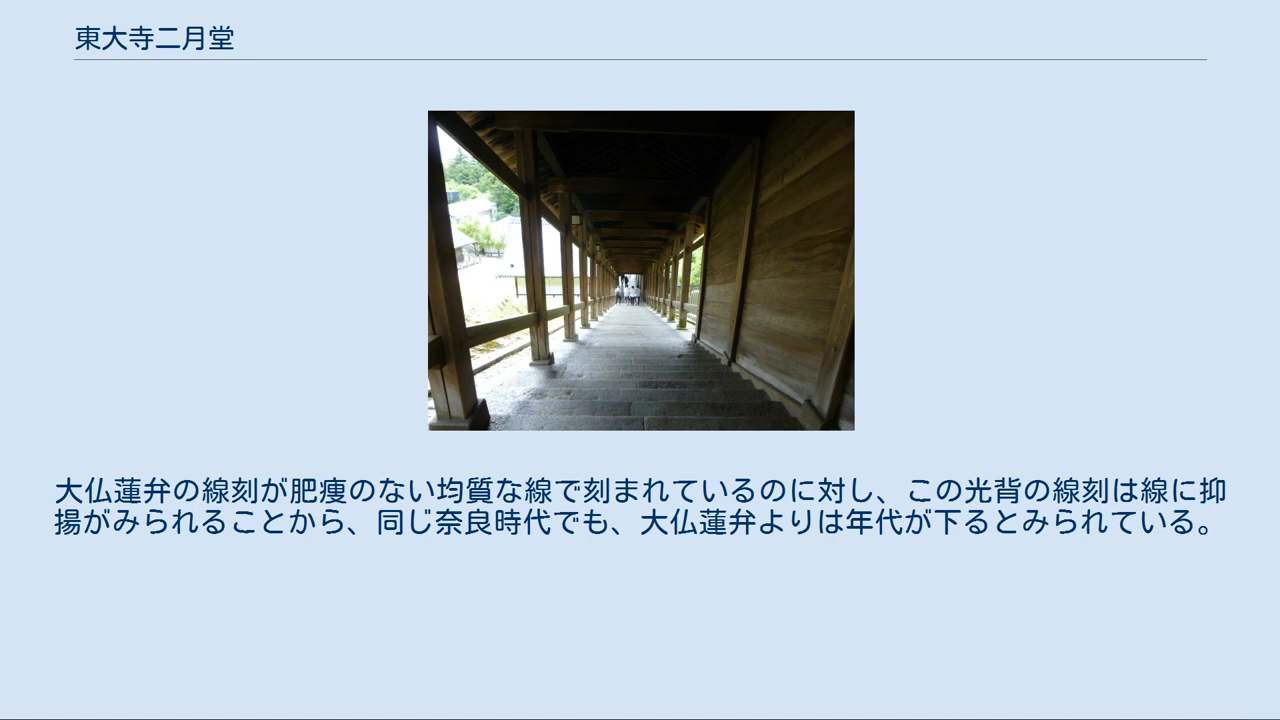 東大寺二月堂
大仏蓮弁の線刻が肥痩のない均質な線で刻まれているのに対し、この光背の線刻は線に抑
揚がみられることから、同じ奈良時代でも、大仏蓮弁よりは年代が下るとみられている。